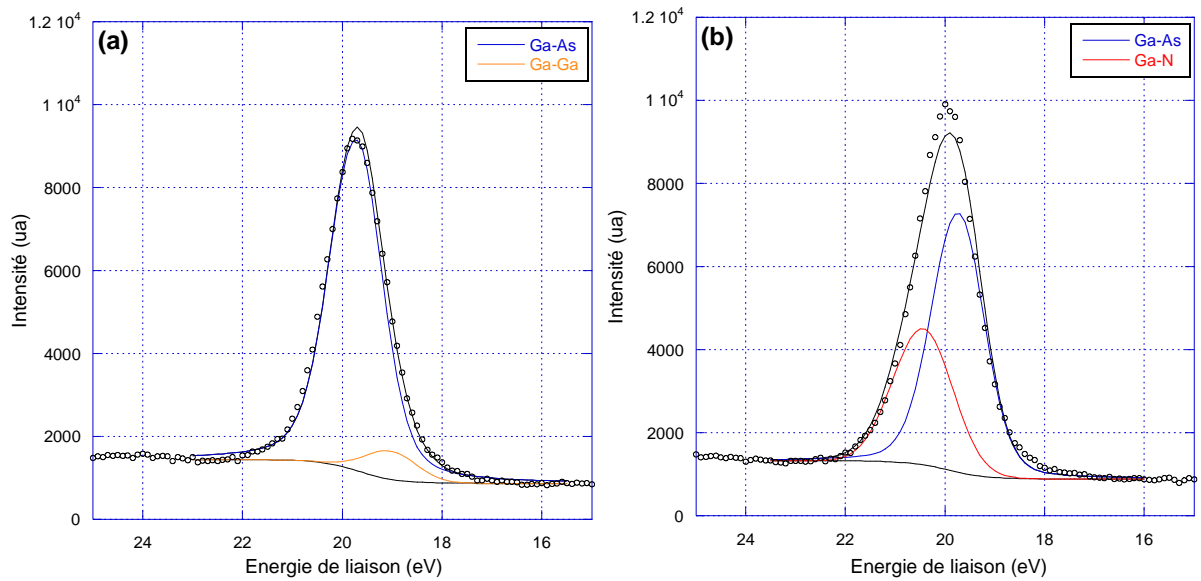 (a)
Ga-As
Ga-Ga
1.2 10⁴
1 10⁴
8000
6000
4000
2000
0
24
22
20
18
16
Intensité (ua)
Energie de liaison (eV)
(b)
Ga-As
Ga-N
1.2 10⁴
1 10⁴
8000
6000
4000
2000
0
24
22
20
18
16
Intensité (ua)
Energie de liaison (eV)